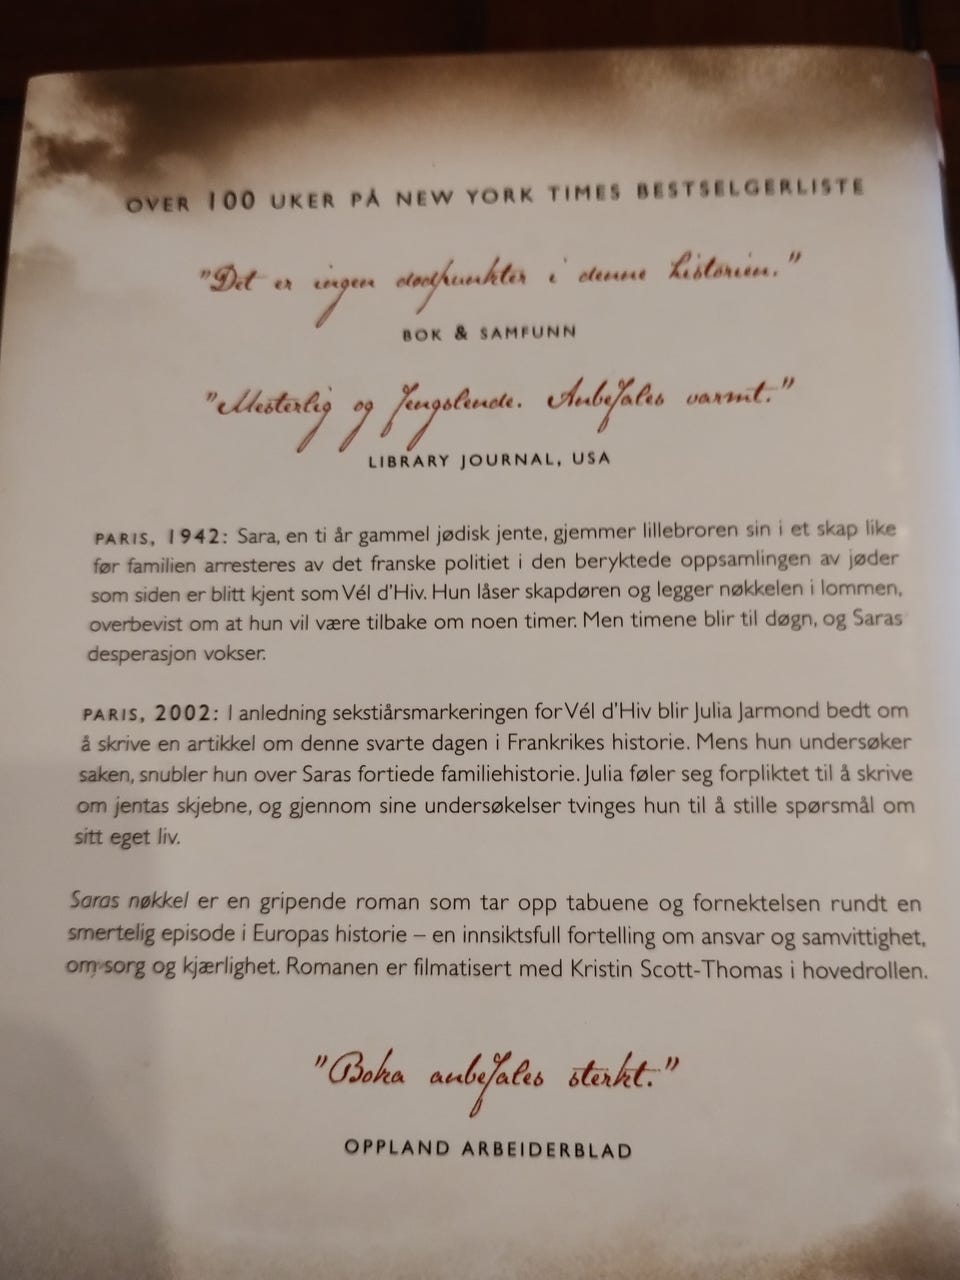 OVER 100 UKER PÅ NEW YORK TIMES BESTSELGERLISTE
"Det er ingen dødpunkter i denne historien."
BOK & SAMFUNN
"Mesterlig og fengslende. Anbefales varmt."
LIBRARY JOURNAL, USA
PARIS, 1942: Sara, en ti år gammel jødisk jente, gjemmer lillebroren sin i et skap like
før familien arresteres av det franske politiet i den beryktede oppsamlingen av jøder
som siden er blitt kjent som Vél d'Hiv. Hun låser skapdøren og legger nøkkelen i lommen,
overbevist om at hun vil være tilbake om noen timer. Men timene blir til døgn, og Saras
desperasjon vokser.
PARIS, 2002: I anledning sekstiårsmarkeringen for Vél d'Hiv blir Julia Jarmond bedt om
å skrive en artikkel om denne svarte dagen i Frankrikes historie. Mens hun undersøker
saken, snubler hun over Saras fortiede familiehistorie. Julia føler seg forpliktet til å skrive
om jentas skjebne, og gjennom sine undersøkelser tvinges hun til å stille spørsmål om
sitt eget liv.
Saras nøkkel er en gripende roman som tar opp tabuene og fornektelsen rundt en
smertelig episode i Europas historie – en innsiktsfull fortelling om ansvar og samvittighet,
om sorg og kjærlighet. Romanen er filmatisert med Kristin Scott-Thomas i hovedrollen.
"Boka anbefales sterkt."
OPPLAND ARBEIDERBLAD